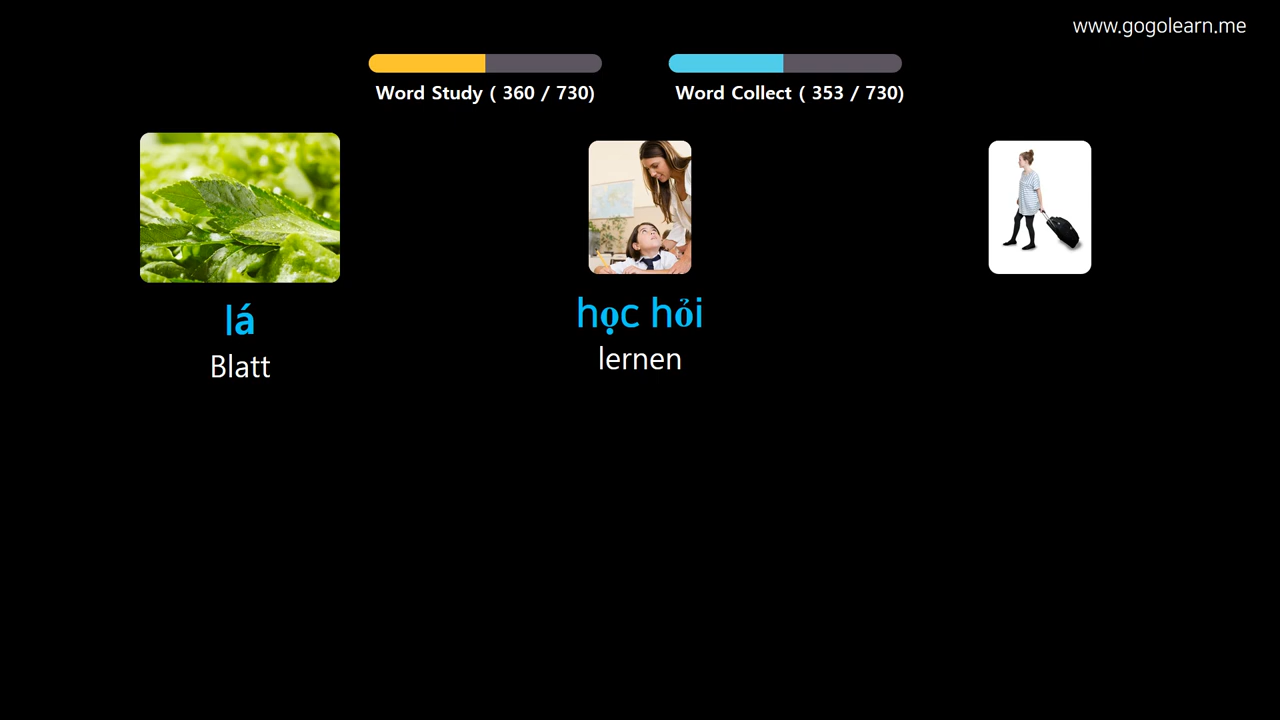 www.gogolearn.me
Word Study ( 360 / 730)
Word Collect ( 353 / 730)
lá
Blatt
học hỏi
lernen